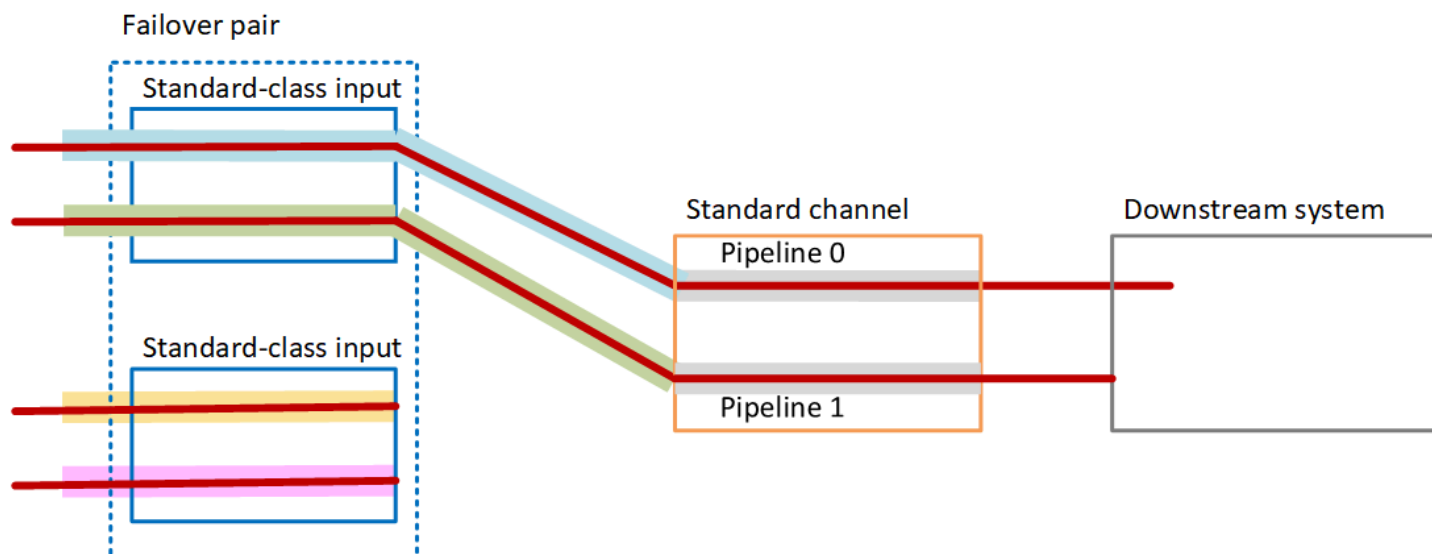 Failover pair
Standard-class input
Standard channel
Downstream system
Pipeline 0
Standard-class input
Pipeline 1